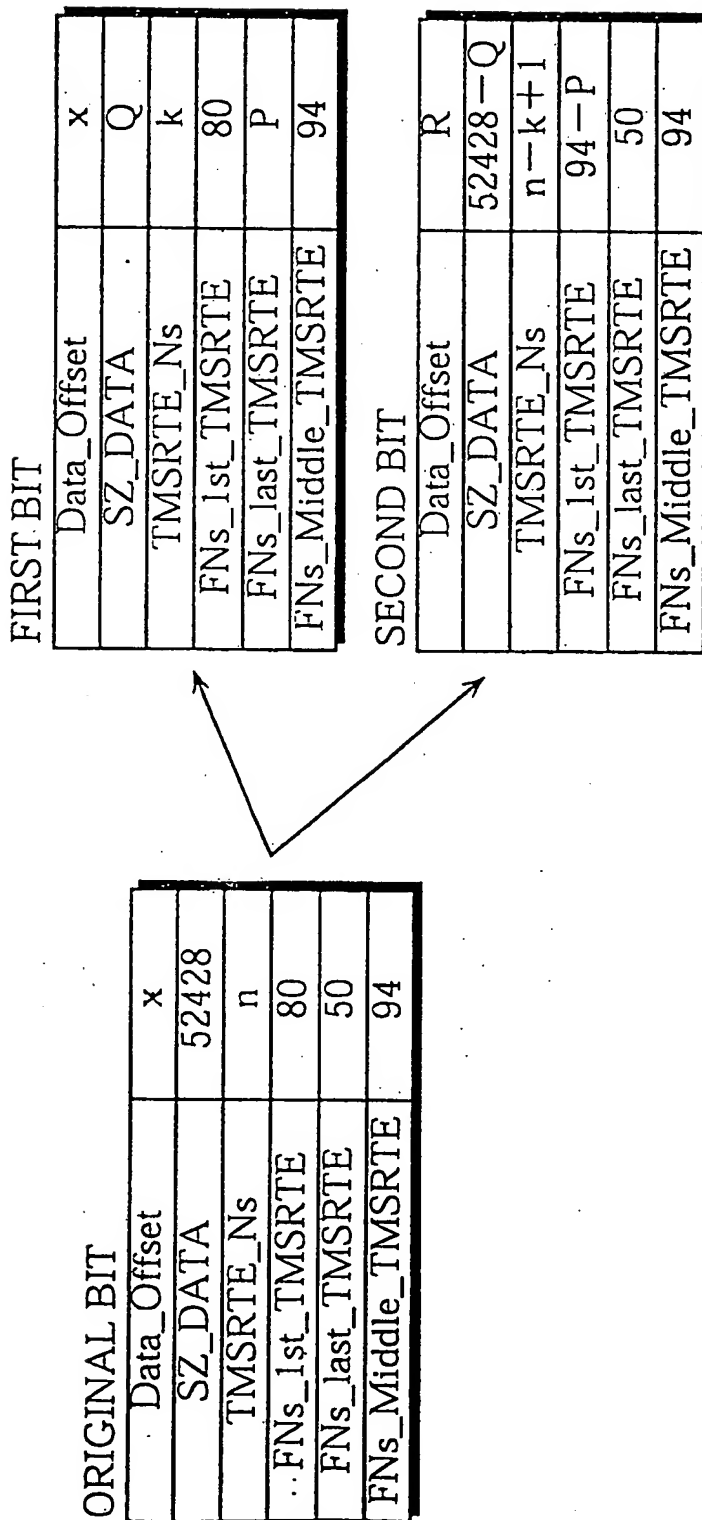 ORIGINAL BIT
Data_Offset x
SZ_DATA 52428
TMSRTE_Ns n
FNs_1st_TMSRTE 80
FNs_last_TMSRTE 50
FNs_Middle_TMSRTE 94
FIRST BIT
Data_Offset x
SZ_DATA Q
TMSRTE_Ns k
FNs_1st_TMSRTE 80
FNs_last_TMSRTE P
FNs_Middle_TMSRTE 94
SECOND BIT
Data_Offset R
SZ_DATA 52428−Q
TMSRTE_Ns n−k+1
FNs_1st_TMSRTE 94−P
FNs_last_TMSRTE 50
FNs_Middle_TMSRTE 94